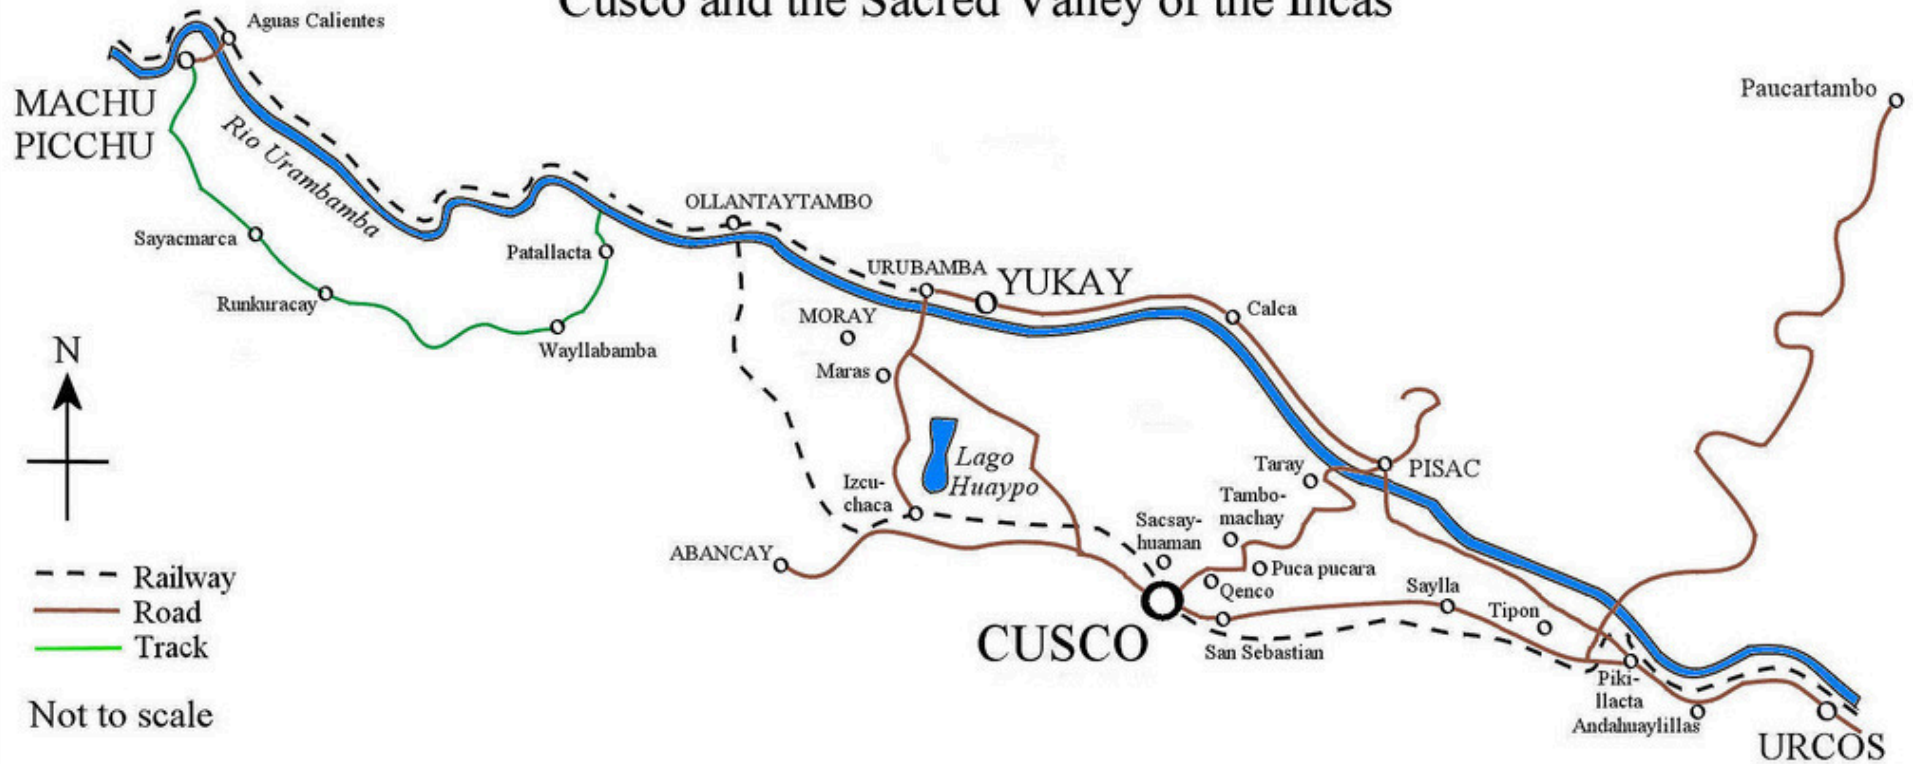 Cusco and the Sacred Valley of the Incas
Aguas Calientes
MACHU
PICCHU
Rio Urambamba
Paucartambo
OLLANTAYTAMBO
Sayacmarca
Patallacta
URUBAMBA
YUKAY
Runkuracay
MORAY
Calca
N
Wayllabamba
Maras
Lago
Huaypo
Taray
PISAC
Izcu-
chaca
Tambo-
machay
Sacsay-
huaman
ABANCAY
Puca pucara
Qenco
Railway
Road
Track
Saylla
Tipon
CUSCO
San Sebastian
Piki-
llacta
Andahuaylillas
Not to scale
URCOS